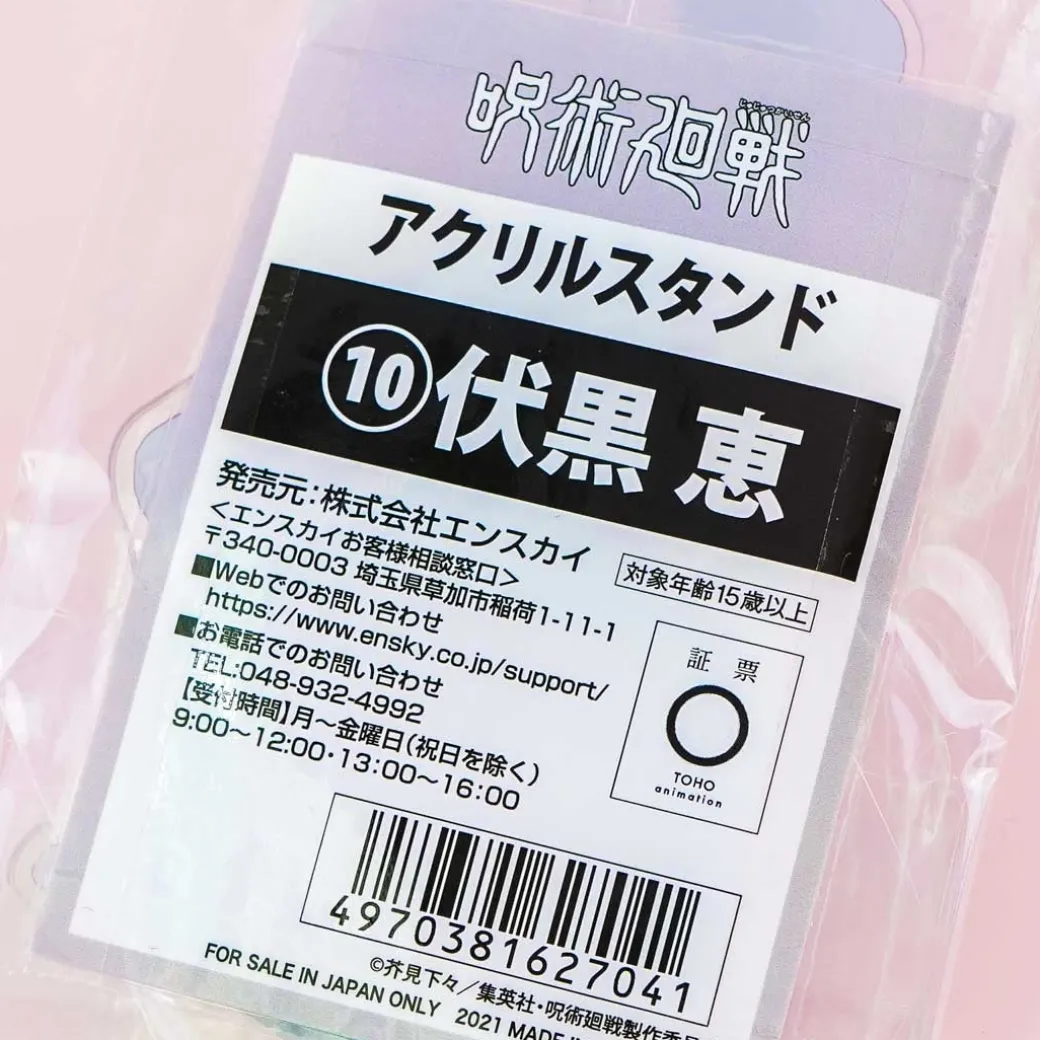 呪術廻戦
じゅじゅつかいせん
アクリルスタンド
⑩伏黒 恵
発売元:株式会社エンスカイ
<エンスカイお客様相談窓口>
〒340-0003 埼玉県草加市稲荷1-11-1
■Webでのお問い合わせ
https://www.ensky.co.jp/support/
■お電話でのお問い合わせ
TEL:048-932-4992
【受付時間】月〜金曜日(祝日を除く)
9:00〜12:00・13:00〜16:00
対象年齢15歳以上
証 票
TOHO
animation
4970381627041
©芥見下々/集英社・呪術廻戦製作委員
FOR SALE IN JAPAN ONLY 2021 MADE